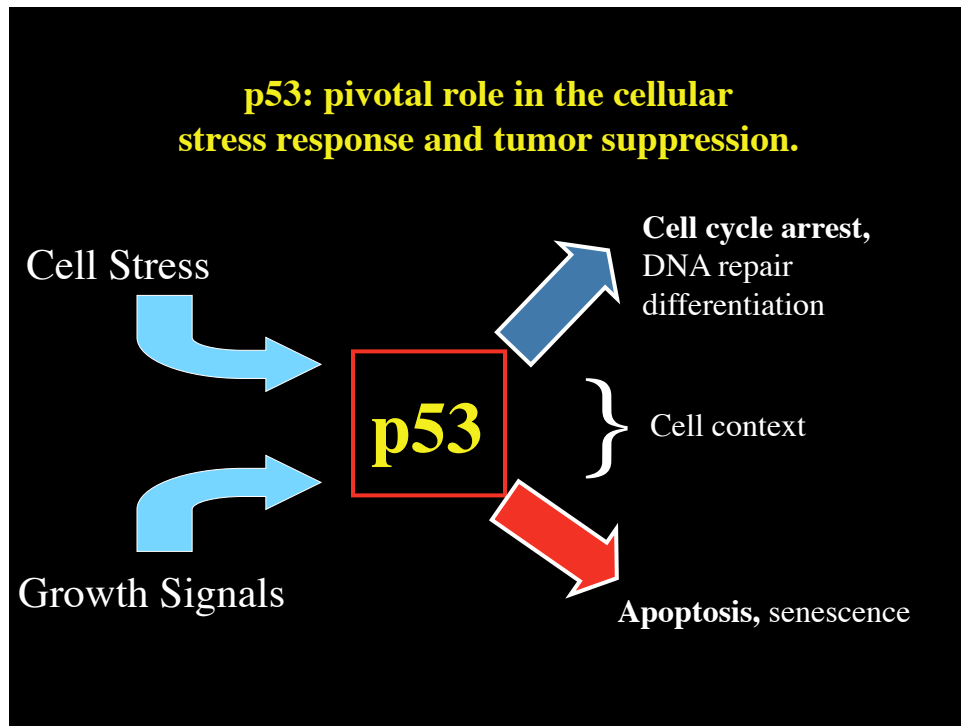 p53: pivotal role in the cellular
stress response and tumor suppression.
Cell Stress
Growth Signals
p53
Cell cycle arrest,
DNA repair
differentiation
} Cell context
Apoptosis, senescence